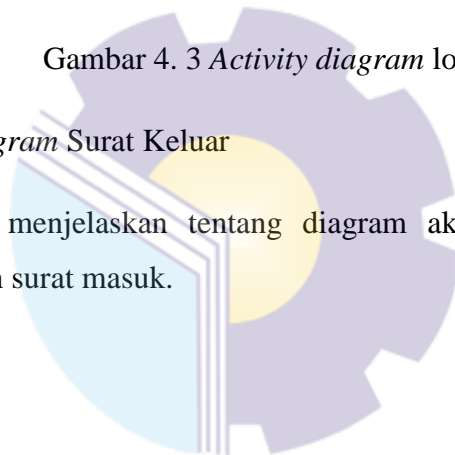 Gambar 4. 3 Activity diagram lo
gram Surat Keluar
menjelaskan tentang diagram ak
surat masuk.